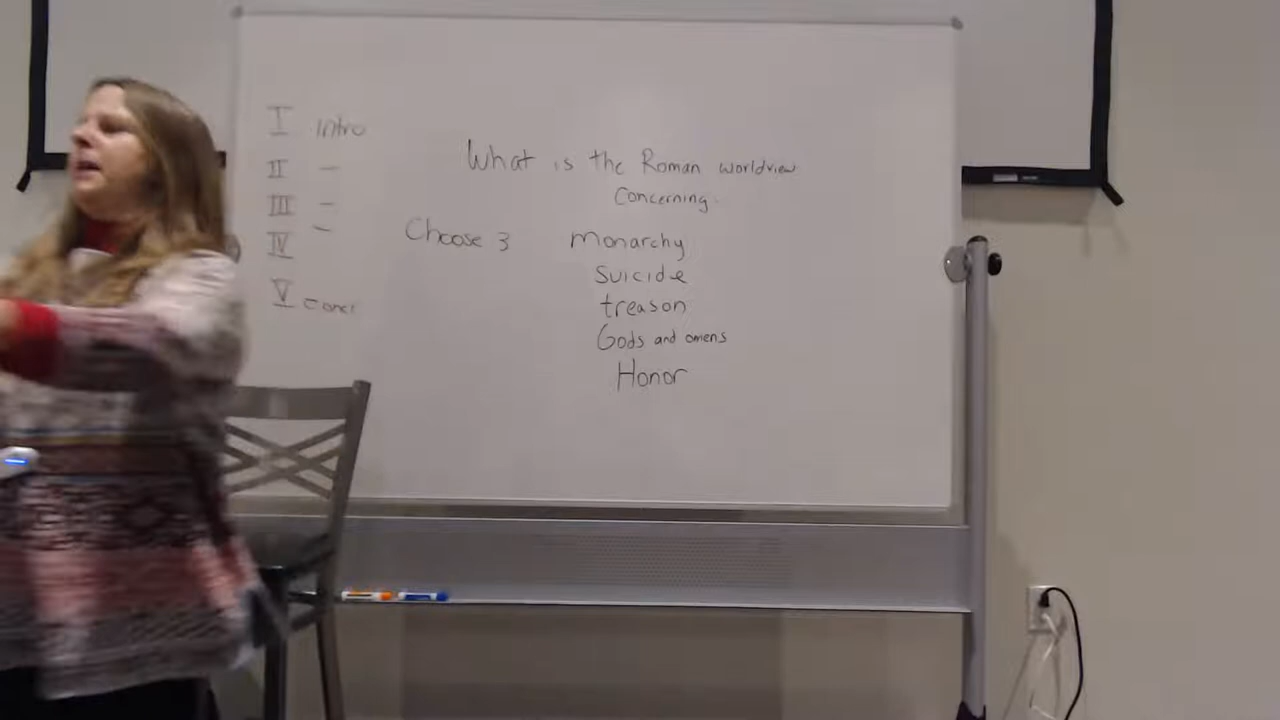 I Intro
II -
III -
IV -
V Concl
What is the Roman worldview
Concerning.
Choose 3
monarchy
suicide
treason
Gods and omens
Honor